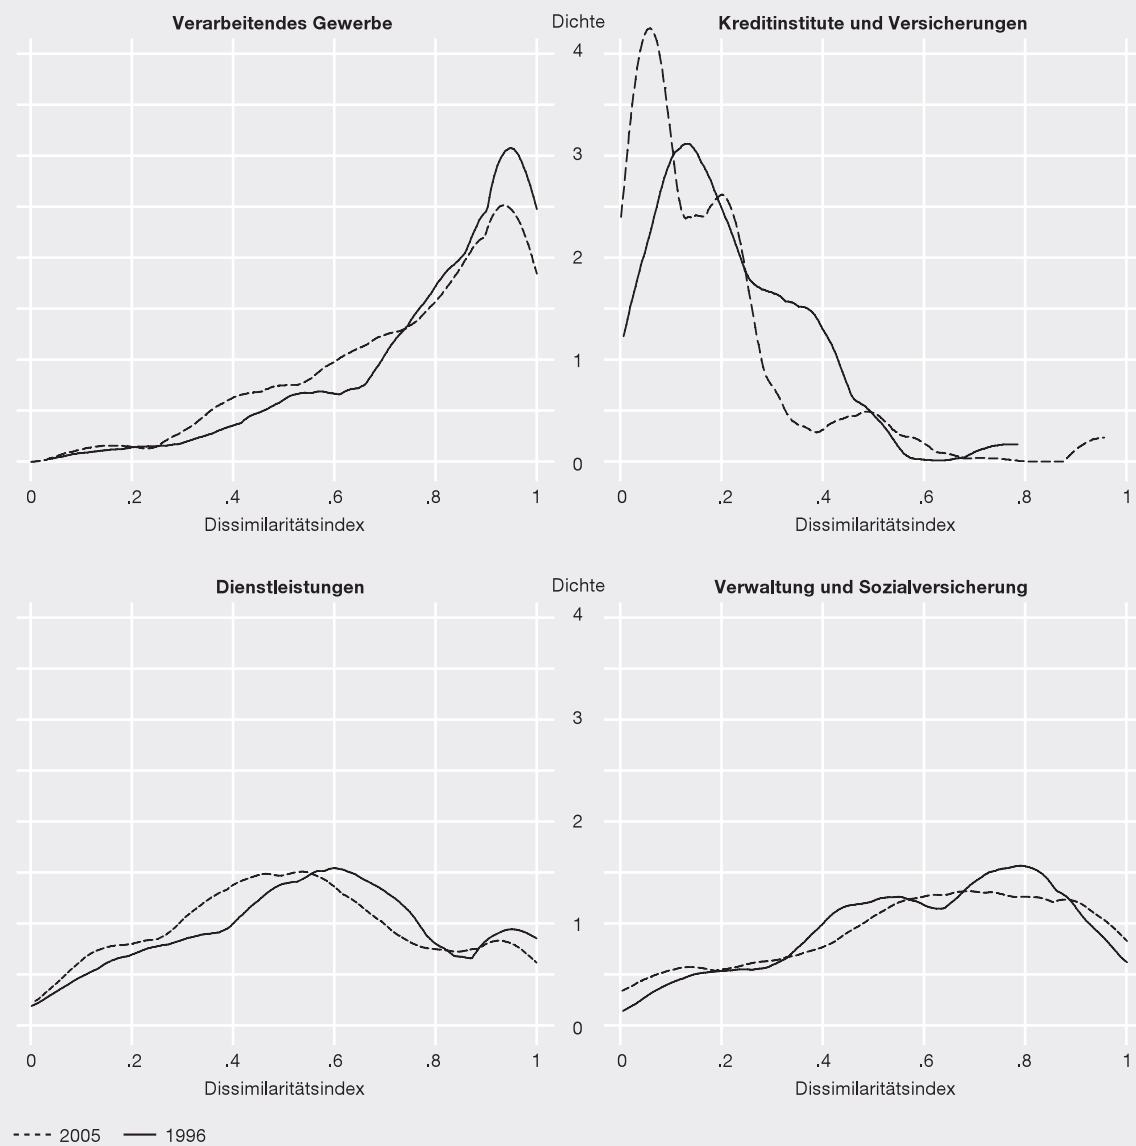 Verarbeitendes Gewerbe
Dichte
Kreditinstitute und Versicherungen
4
3
2
1
0
0 .2 .4 .6 .8 1
0 .2 .4 .6 .8 1
Dissimilaritätsindex
Dissimilaritätsindex
Dienstleistungen
Dichte
Verwaltung und Sozialversicherung
4
3
2
1
0
0 .2 .4 .6 .8 1
0 .2 .4 .6 .8 1
Dissimilaritätsindex
Dissimilaritätsindex
2005 1996